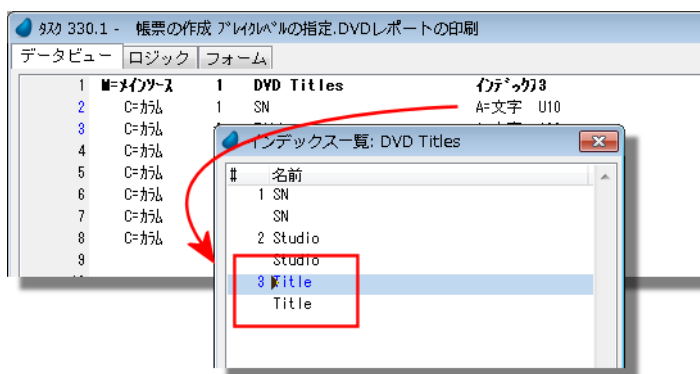 ﾀｽｸ 330.1 - 帳票の作成 ﾌﾞﾚｲｸﾚﾍﾞﾙの指定.DVDレポートの印刷
データビュー ロジック フォーム
1 M=ﾒｲﾝｿｰｽ 1 DVD Titles ｲﾝﾃﾞｯｸｽ3
2 C=ｶﾗﾑ 1 SN A=文字 U10
3 C=ｶﾗﾑ
4 C=ｶﾗﾑ
5 C=ｶﾗﾑ
6 C=ｶﾗﾑ
7 C=ｶﾗﾑ
8 C=ｶﾗﾑ
9
インデックス一覧: DVD Titles
# 名前
1 SN
SN
2 Studio
Studio
3 Title
Title